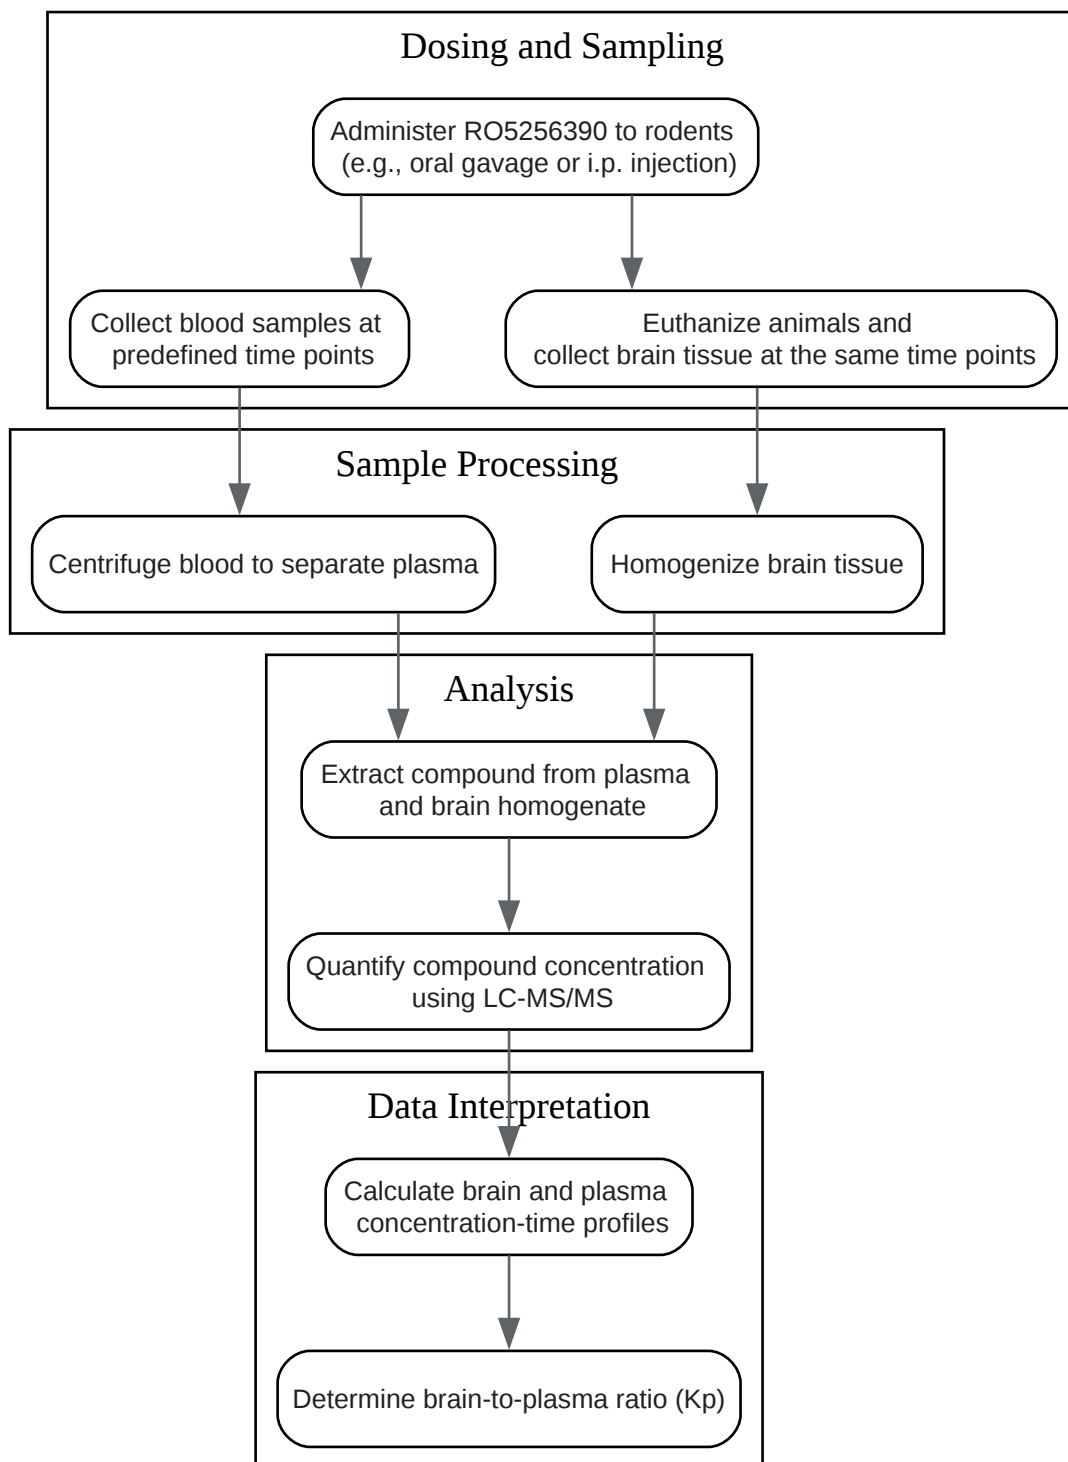 Dosing and Sampling
Administer RO5256390 to rodents
(e.g., oral gavage or i.p. injection)
Collect blood samples at
predefined time points
Euthanize animals and
collect brain tissue at the same time points
Sample Processing
Centrifuge blood to separate plasma
Homogenize brain tissue
Analysis
Extract compound from plasma
and brain homogenate
Quantify compound concentration
using LC-MS/MS
Data Interpretation
Calculate brain and plasma
concentration-time profiles
Determine brain-to-plasma ratio (Kp)